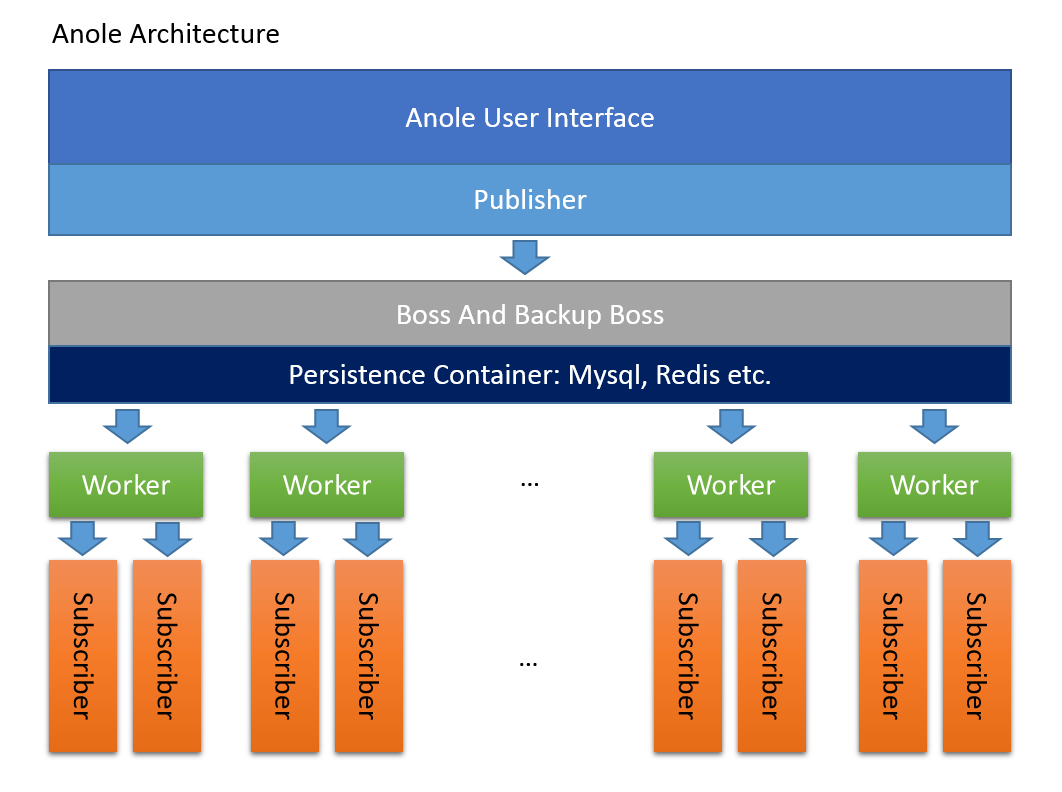 Anole Architecture
Anole User Interface
Publisher
Boss And Backup Boss
Persistence Container: Mysql, Redis etc.
Worker
Worker
...
Worker
Worker
Subscriber
Subscriber
Subscriber
Subscriber
...
Subscriber
Subscriber
Subscriber
Subscriber